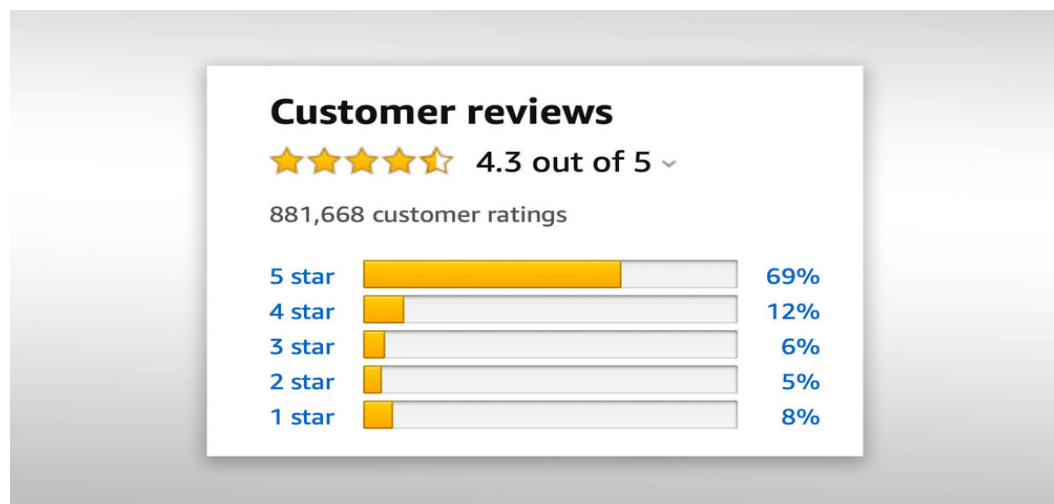 Customer reviews
4.3 out of 5
881,668 customer ratings
5 star 69%
4 star 12%
3 star 6%
2 star 5%
1 star 8%